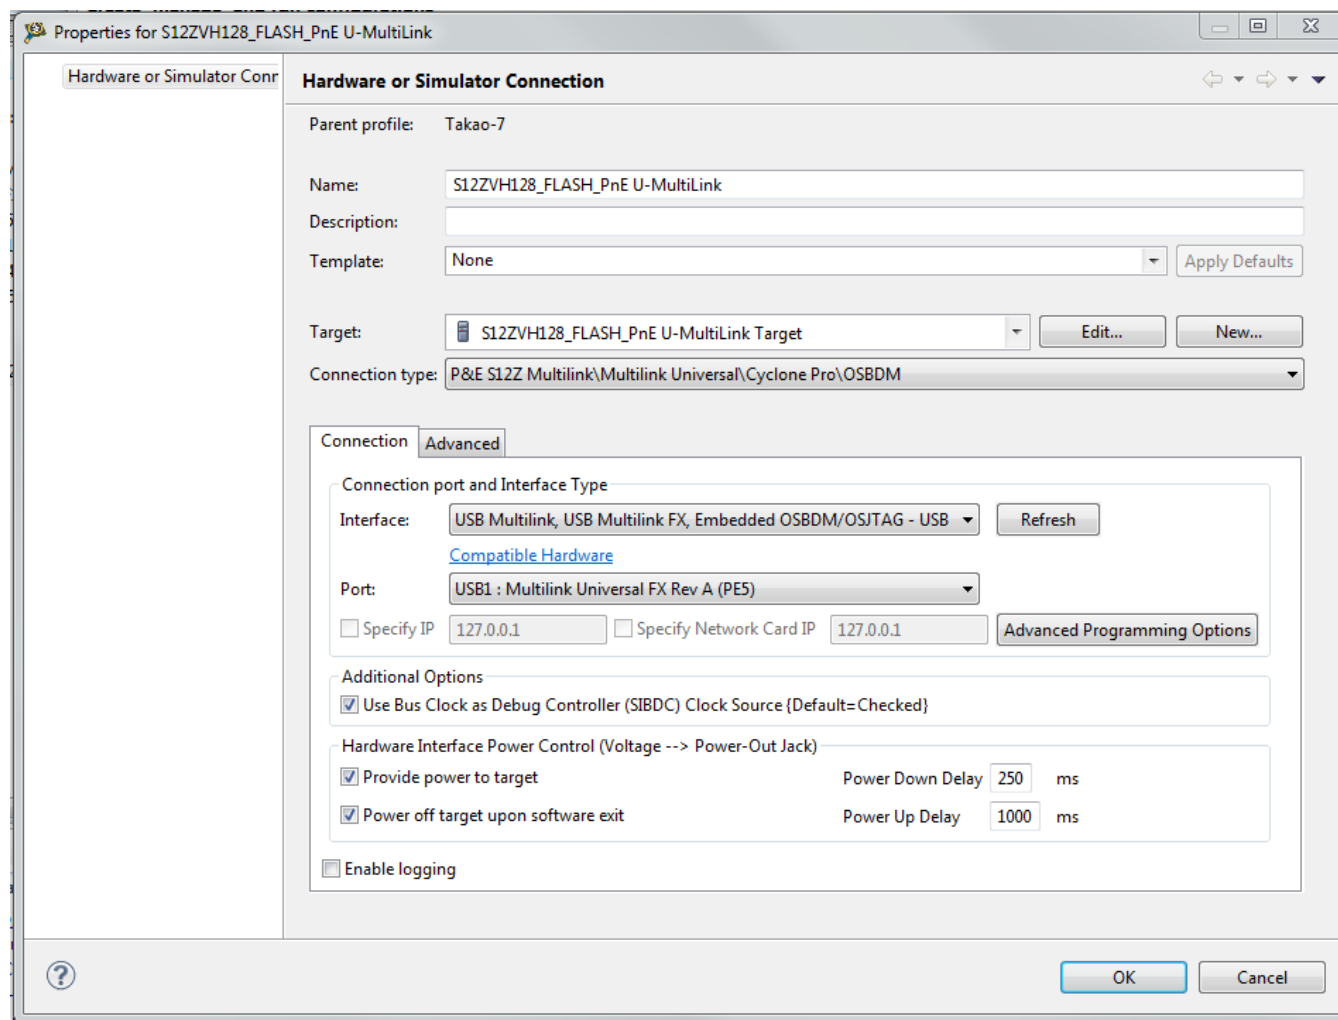 Properties for S12ZVH128_FLASH_PnE U-MultiLink
Hardware or Simulator Conn
Hardware or Simulator Connection
Parent profile: Takao-7
Name: S12ZVH128_FLASH_PnE U-MultiLink
Description:
Template: None Apply Defaults
Target: S12ZVH128_FLASH_PnE U-MultiLink Target Edit... New...
Connection type: P&E S12Z Multilink\Multilink Universal\Cyclone Pro\OSBDM
Connection Advanced
Connection port and Interface Type
Interface: USB Multilink, USB Multilink FX, Embedded OSBDM/OSJTAG - USB Refresh
Compatible Hardware
Port: USB1 : Multilink Universal FX Rev A (PE5)
Specify IP 127.0.0.1 Specify Network Card IP 127.0.0.1 Advanced Programming Options
Additional Options
Use Bus Clock as Debug Controller (SIBDC) Clock Source {Default=Checked}
Hardware Interface Power Control (Voltage --> Power-Out Jack)
Provide power to target Power Down Delay 250 ms
Power off target upon software exit Power Up Delay 1000 ms
Enable logging
OK Cancel